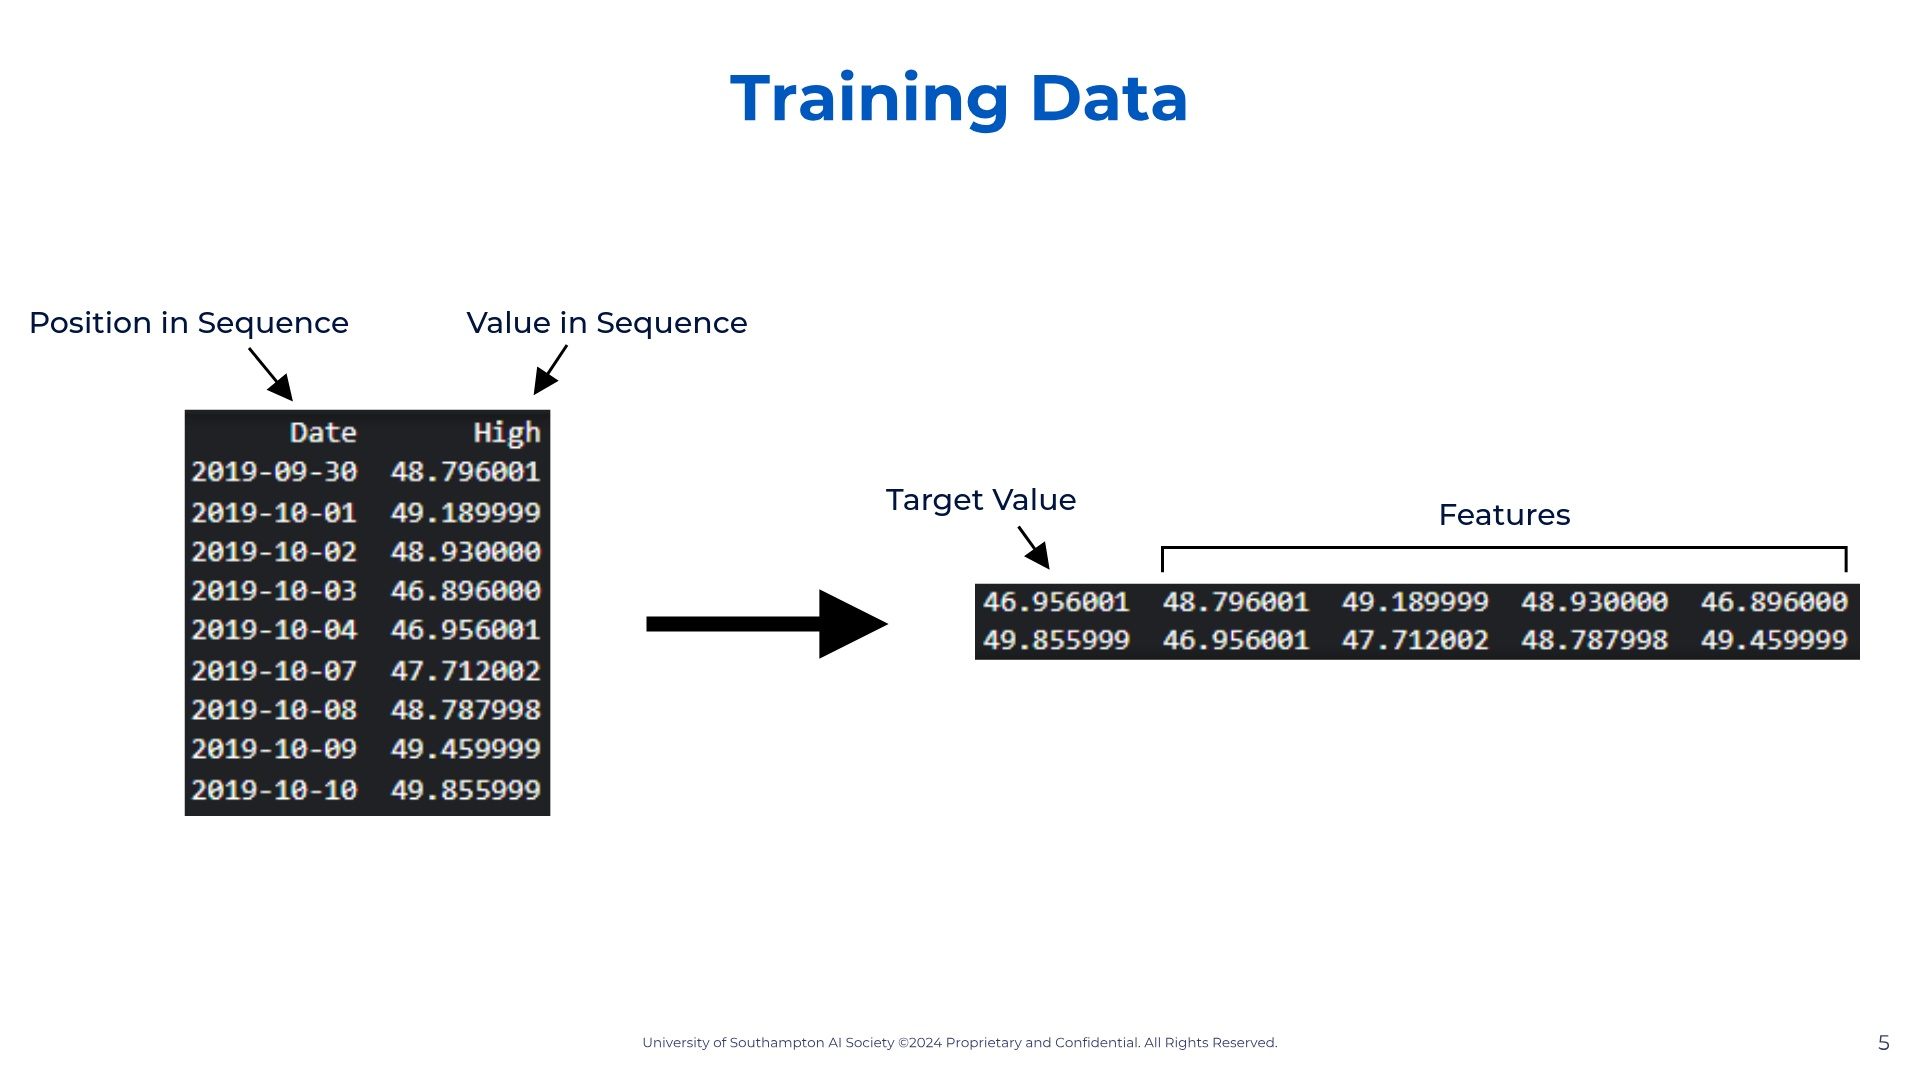 Training Data
Position in Sequence
Value in Sequence
Date High
2019-09-30 48.796001
2019-10-01 49.189999
2019-10-02 48.930000
2019-10-03 46.896000
2019-10-04 46.956001
2019-10-07 47.712002
2019-10-08 48.787998
2019-10-09 49.459999
2019-10-10 49.855999
Target Value
Features
46.956001 48.796001 49.189999 48.930000 46.896000
49.855999 46.956001 47.712002 48.787998 49.459999
University of Southampton AI Society ©2024 Proprietary and Confidential. All Rights Reserved.
5